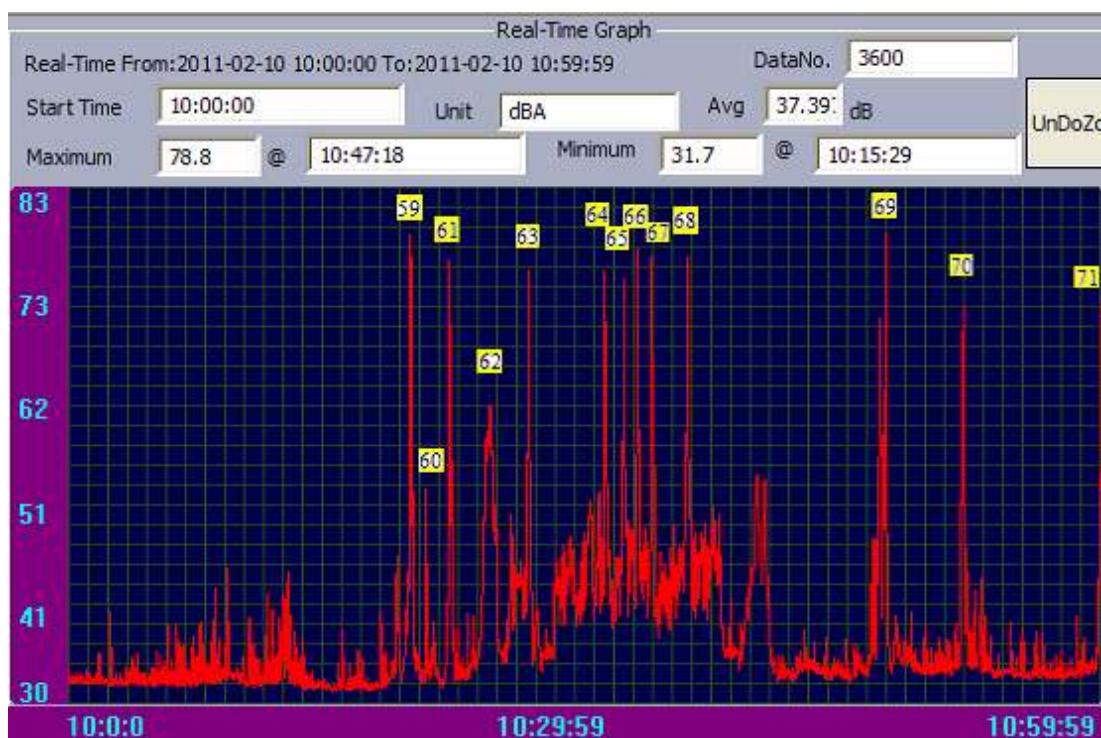 Real-Time Graph
Real-Time From:2011-02-10 10:00:00 To:2011-02-10 10:59:59 DataNo. 3600
Start Time 10:00:00 Unit dBA Avg 37.397 dB
UnDoZo
Maximum 78.8 @ 10:47:18 Minimum 31.7 @ 10:15:29
83
59 61 63 64 65 66 67 68 69
73
70 71
62
62
60
51
41
30
10:0:0 10:29:59 10:59:59